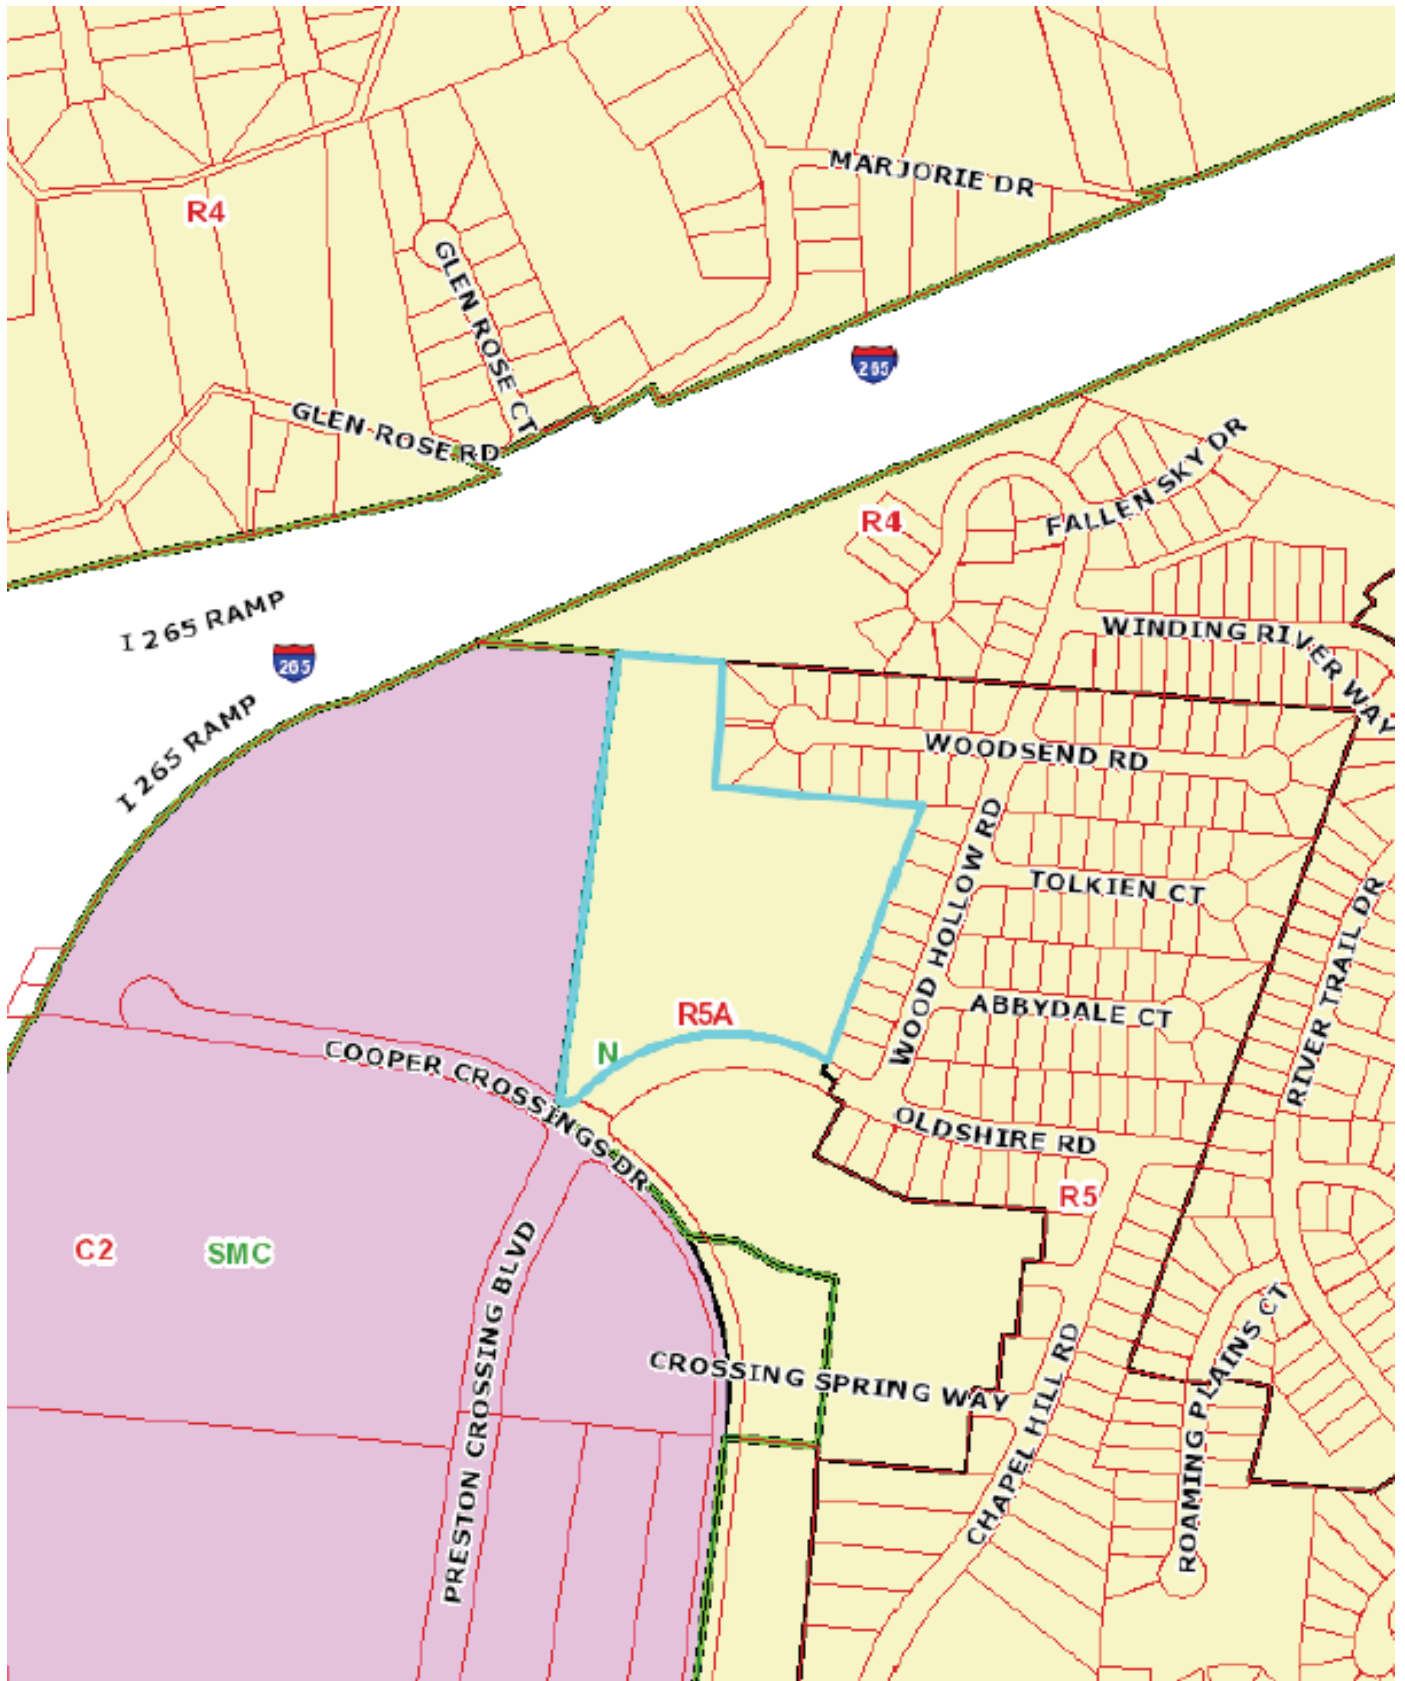 MARJORIE DR
R4
GLEN ROSE CT
265
GLEN ROSE RD
FALLEN SKY DR
R4
I 265 RAMP
WINDING RIVER WAY
265
I 265 RAMP
WOODSEND RD
WOOD HOLLOW RD
TOLKIEN CT
RIVER TRAIL DR
ABBYDALE CT
R5A
N
COOPER CROSSINGS DR
OLDSHIRE RD
R5
C2
SMC
PRESTON CROSSING BLVD
CROSSING SPRING WAY
CHAPEL HILL RD
ROAMING PLAINS CT